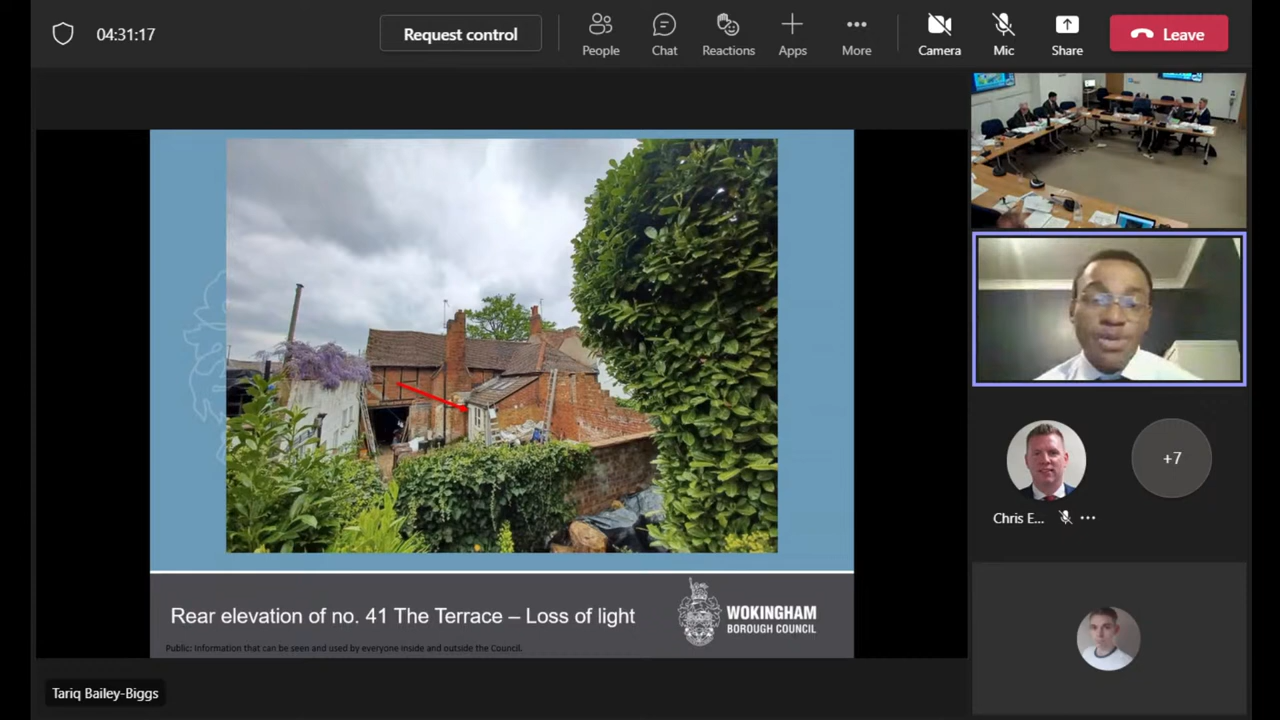 04:31:17
Request control
People
Chat
Reactions
Apps
More
Camera
Mic
Share
Leave
Chris E...
+7
Rear elevation of no. 41 The Terrace – Loss of light
WOKINGHAM
BOROUGH COUNCIL
Public: Information that can be seen and used by everyone inside and outside the Council.
Tariq Bailey-Biggs